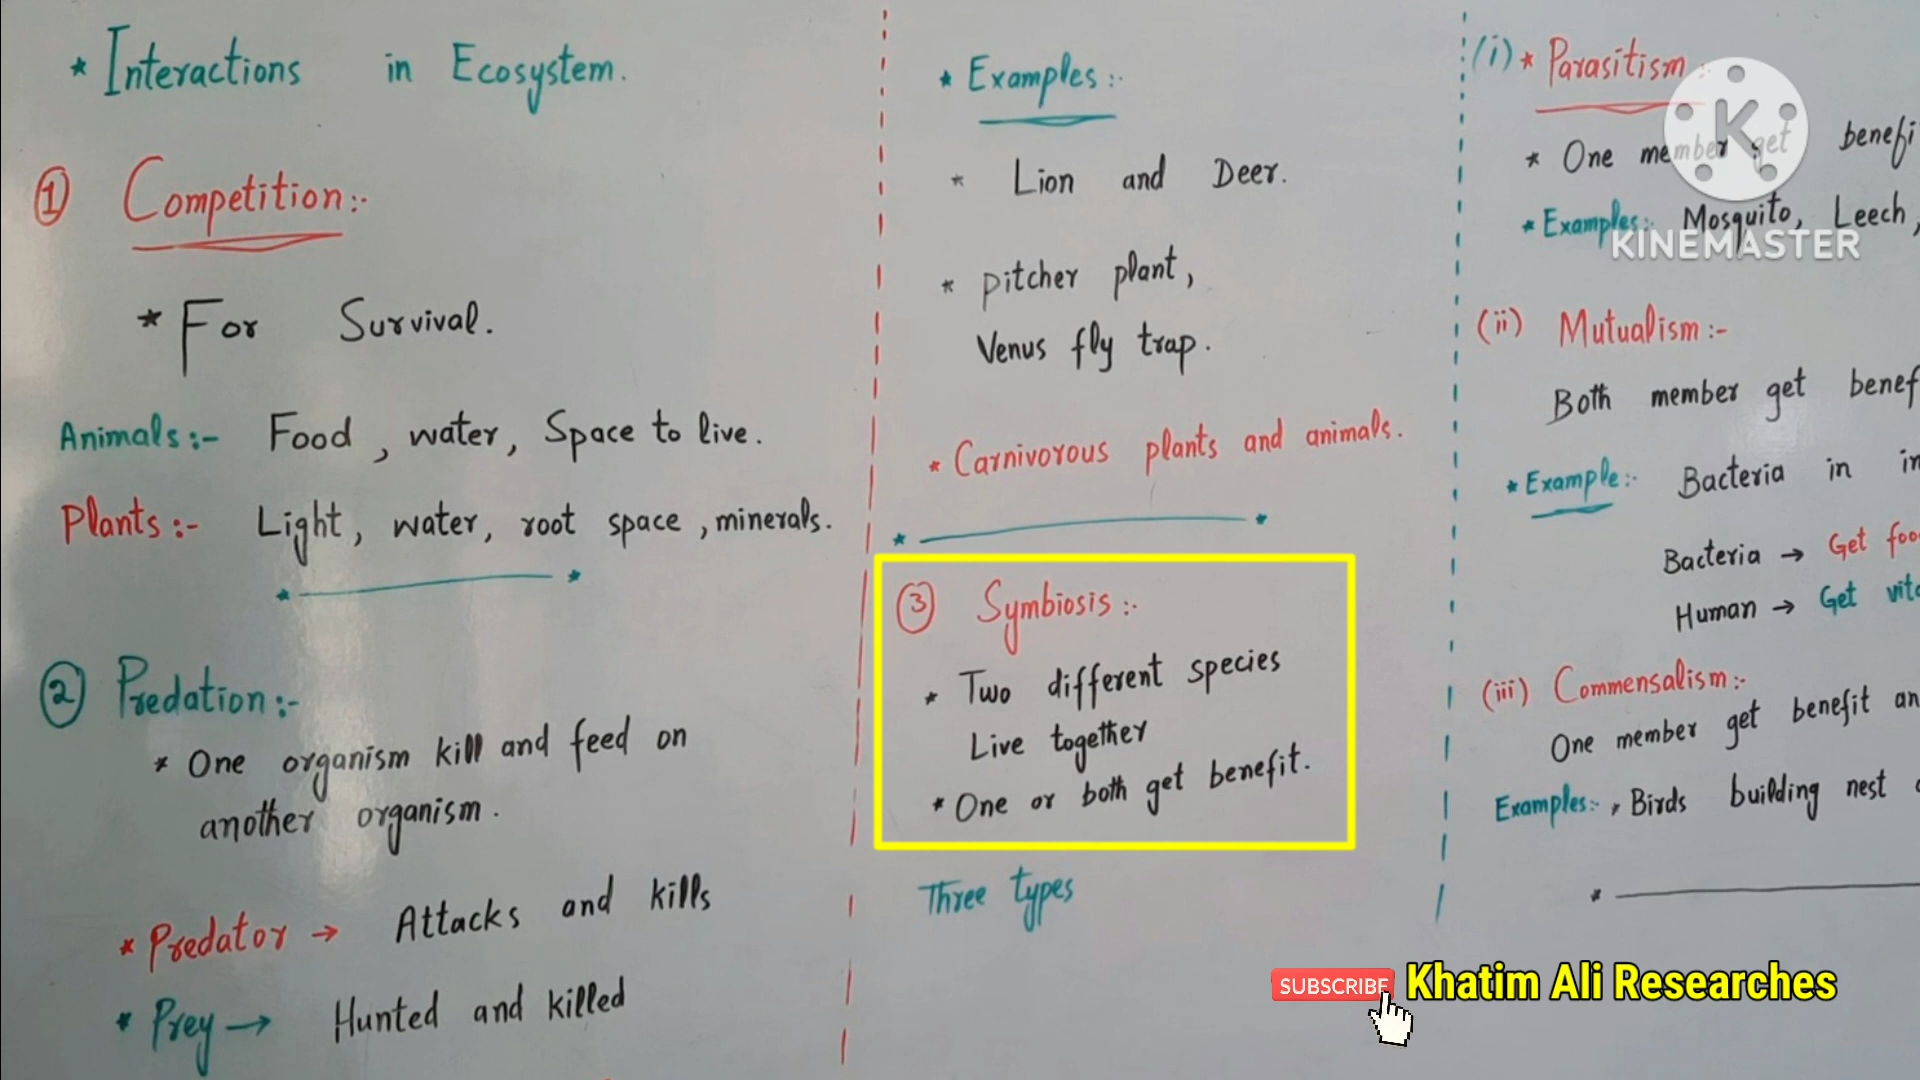 * Interactions in Ecosystem.
① Competition:-
* For Survival.
Animals:- Food, water, Space to live.
Plants:- Light, water, root space, minerals.
② Predation:-
* One organism kill and feed on
another organism.
* Predator → Attacks and kills
* Prey → Hunted and killed
* Examples:-
* Lion and Deer.
* pitcher plant,
Venus fly trap.
* Carnivorous plants and animals.
③ Symbiosis:-
* Two different species
Live together
* One or both get benefit.
Three types
(i) * Parasitism:-
* One member get benefi
* Examples:- Mosquito, Leech,
(ii) Mutualism:-
Both member get benef
* Example:- Bacteria in in
Bacteria → Get foo
Human → Get vita
(iii) Commensalism:-
One member get benefit an
Examples:- * Birds building nest
K
KINEMASTER
SUBSCRIBE
Khatim Ali Researches